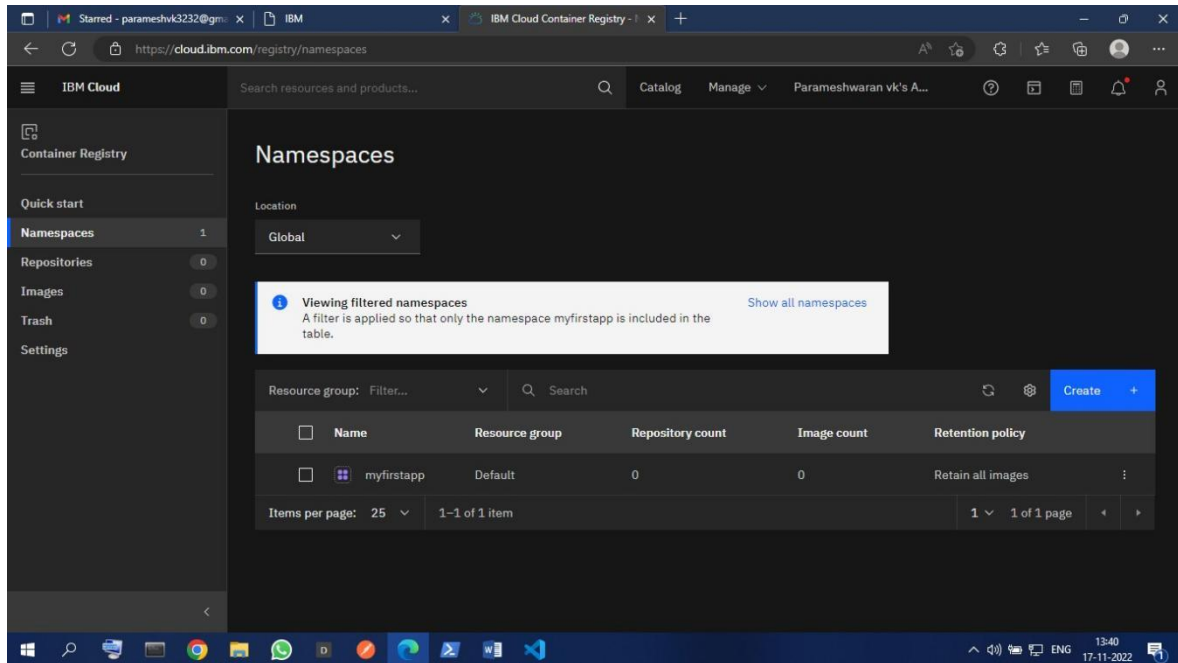 Starred - parameshvk3232@gma
IBM
IBM Cloud Container Registry - N
https://cloud.ibm.com/registry/namespaces
IBM Cloud
Search resources and products...
Catalog
Manage
Parameshwaran vk's A...
Container Registry
Quick start
Namespaces 1
Repositories 0
Images 0
Trash 0
Settings
Namespaces
Location
Global
Viewing filtered namespaces
Show all namespaces
A filter is applied so that only the namespace myfirstapp is included in the
table.
Resource group: Filter...
Search
Create +
Name Resource group Repository count Image count Retention policy
myfirstapp Default 0 0 Retain all images
Items per page: 25 1–1 of 1 item 1 1 of 1 page
ENG
13:40
17-11-2022